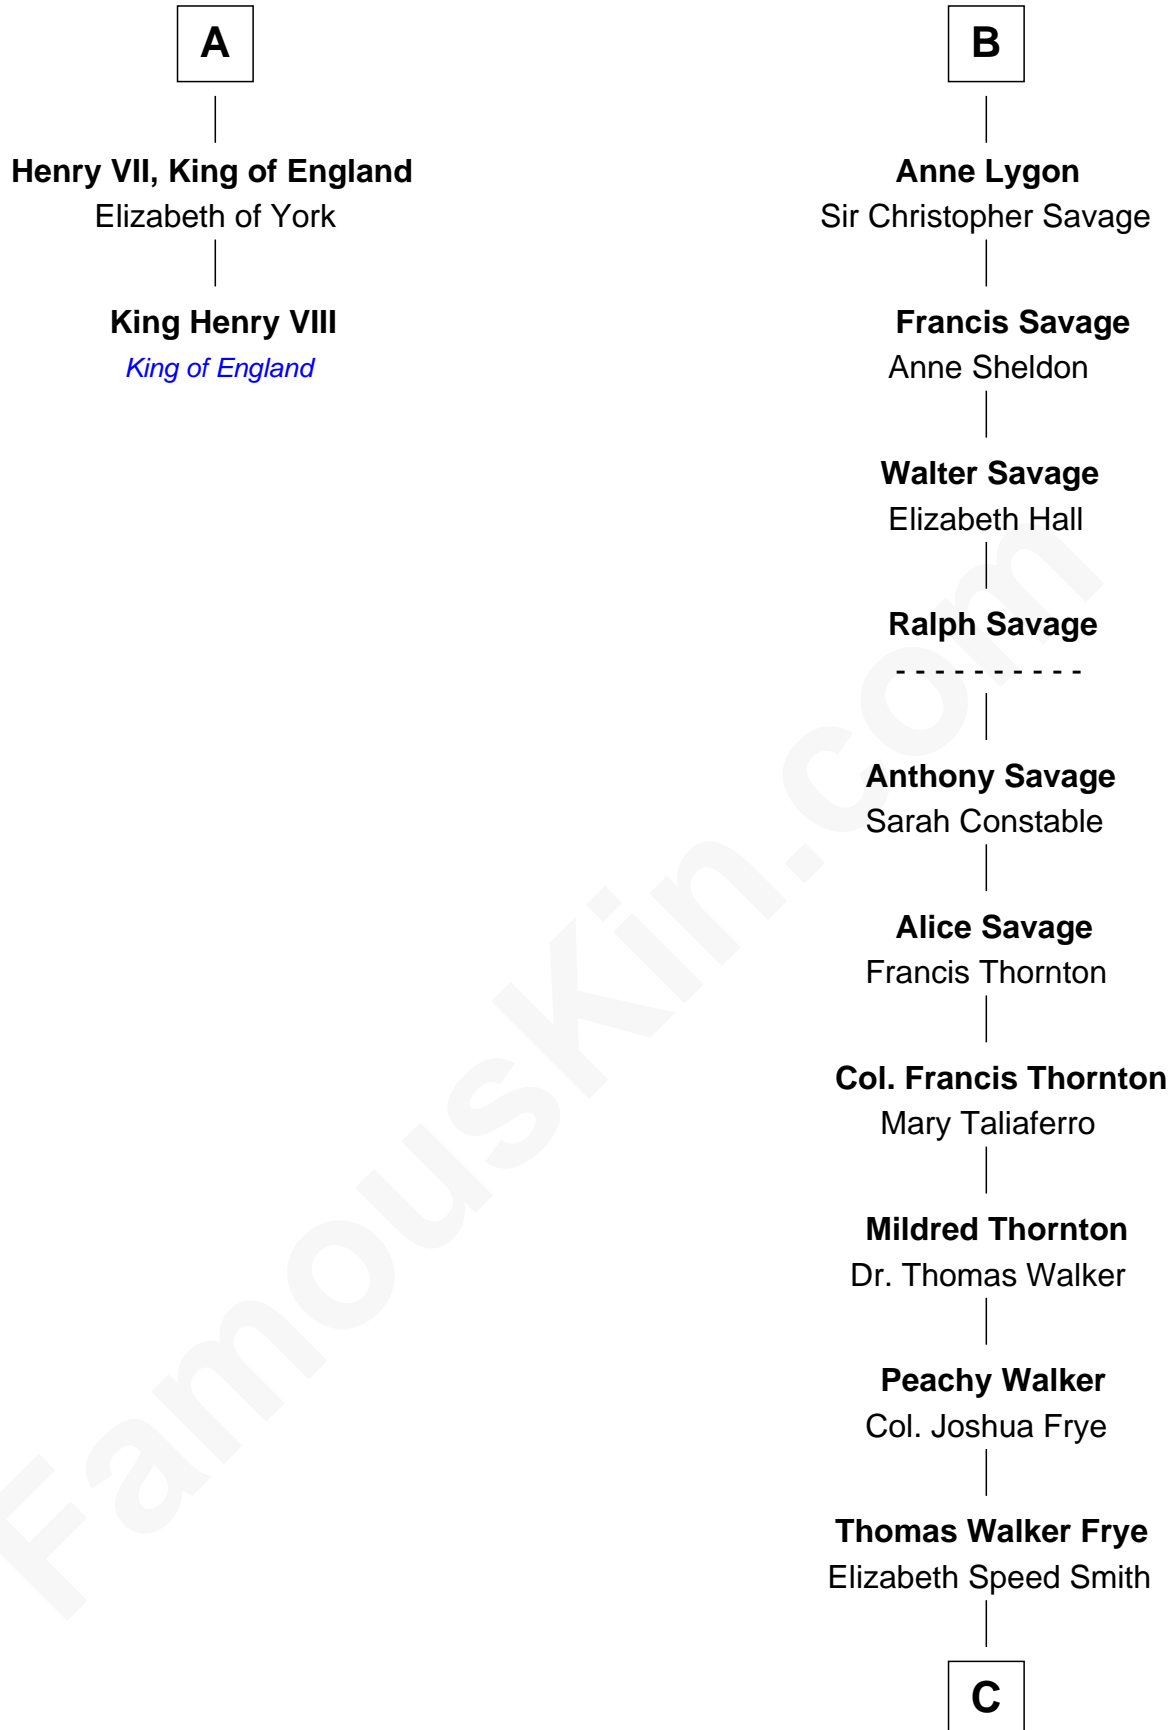 A
Henry VII, King of England
Elizabeth of York
King Henry VIII
King of England
B
Anne Lygon
Sir Christopher Savage
Francis Savage
Anne Sheldon
Walter Savage
Elizabeth Hall
Ralph Savage
- - - - - - - - - -
Anthony Savage
Sarah Constable
Alice Savage
Francis Thornton
Col. Francis Thornton
Mary Taliaferro
Mildred Thornton
Dr. Thomas Walker
Peachy Walker
Col. Joshua Frye
Thomas Walker Frye
Elizabeth Speed Smith
C
FamousKin.com